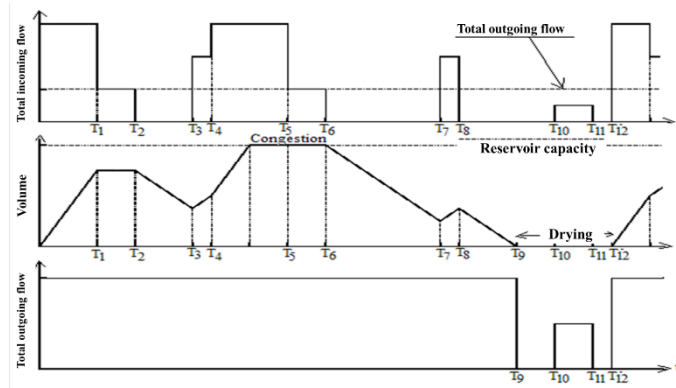 Total incoming flow
Total outgoing flow
T1 T2 T3 T4 T5 T6 T7 T8 T10 T11 T12
Volume
Congestion
Reservoir capacity
Drying
T1 T2 T3 T4 T5 T6 T7 T8 T9 T10 T11 T12
Total outgoing flow
T9 T10 T11 T12